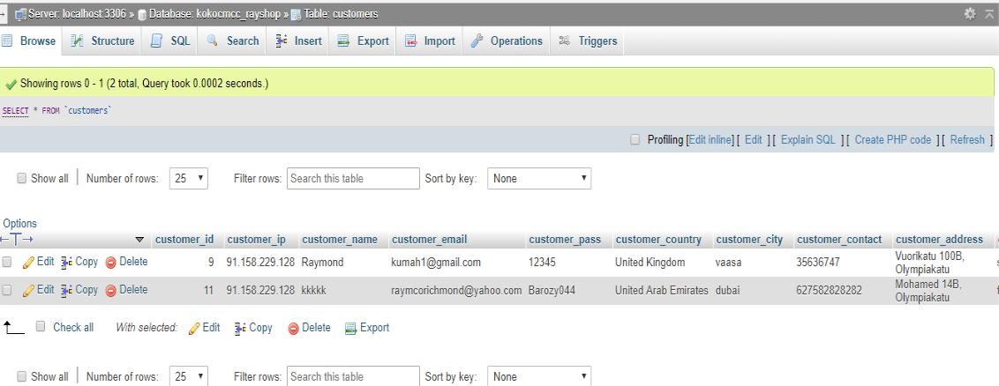 Server: localhost:3306 » Database: kokocmcc_rayshop » Table: customers
Browse Structure SQL Search Insert Export Import Operations Triggers
Showing rows 0 - 1 (2 total, Query took 0.0002 seconds.)
SELECT * FROM `customers`
Profiling [Edit inline] [ Edit ] [ Explain SQL ] [ Create PHP code ] [ Refresh ]
Show all Number of rows: 25 Filter rows: Search this table Sort by key: None
Options
customer_id customer_ip customer_name customer_email customer_pass customer_country customer_city customer_contact customer_address
Edit Copy Delete 9 91.158.229.128 Raymond kumah1@gmail.com 12345 United Kingdom vaasa 35636747 Vuorikatu 100B,
Olympiakatu
Edit Copy Delete 11 91.158.229.128 kkkkk raymcorichmond@yahoo.com Barozy044 United Arab Emirates dubai 627582828282 Mohamed 14B,
Olympiakatu
Check all With selected: Edit Copy Delete Export
Show all Number of rows: 25 Filter rows: Search this table Sort by key: None